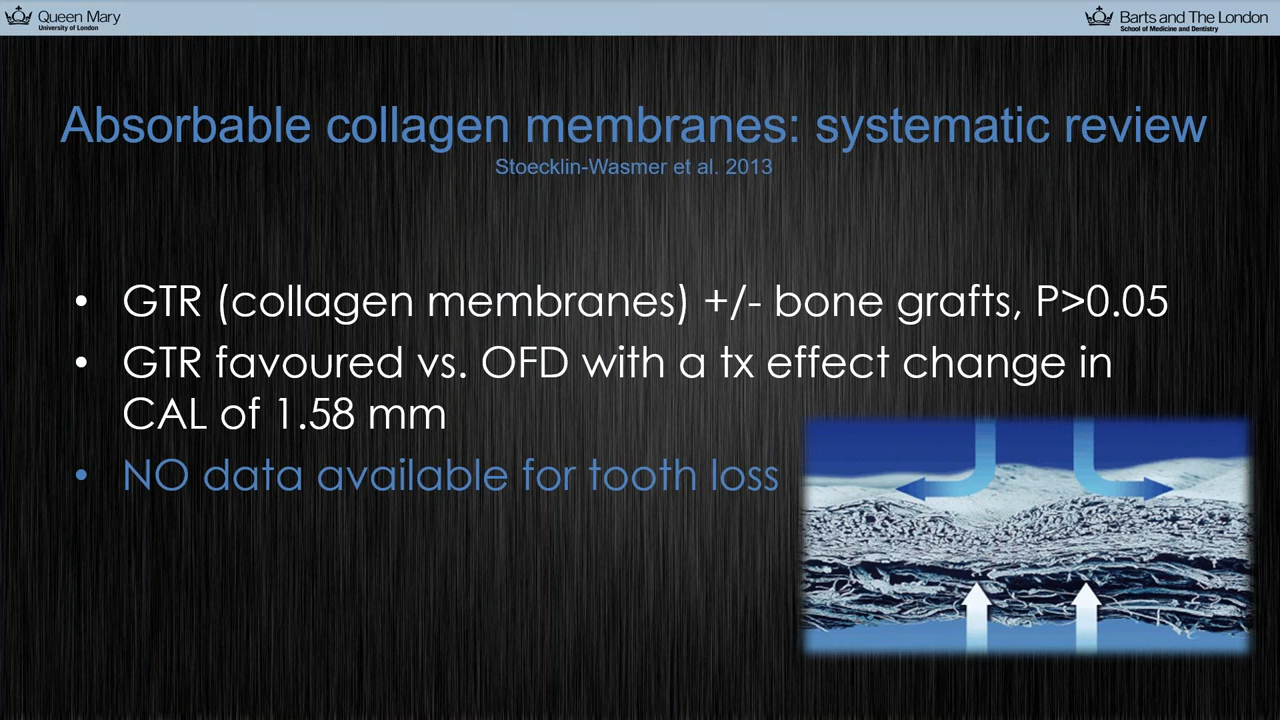 Queen Mary
University of London
Barts and The London
School of Medicine and Dentistry
Absorbable collagen membranes: systematic review
Stoecklin-Wasmer et al. 2013
• GTR (collagen membranes) +/- bone grafts, P>0.05
• GTR favoured vs. OFD with a tx effect change in
CAL of 1.58 mm
• NO data available for tooth loss